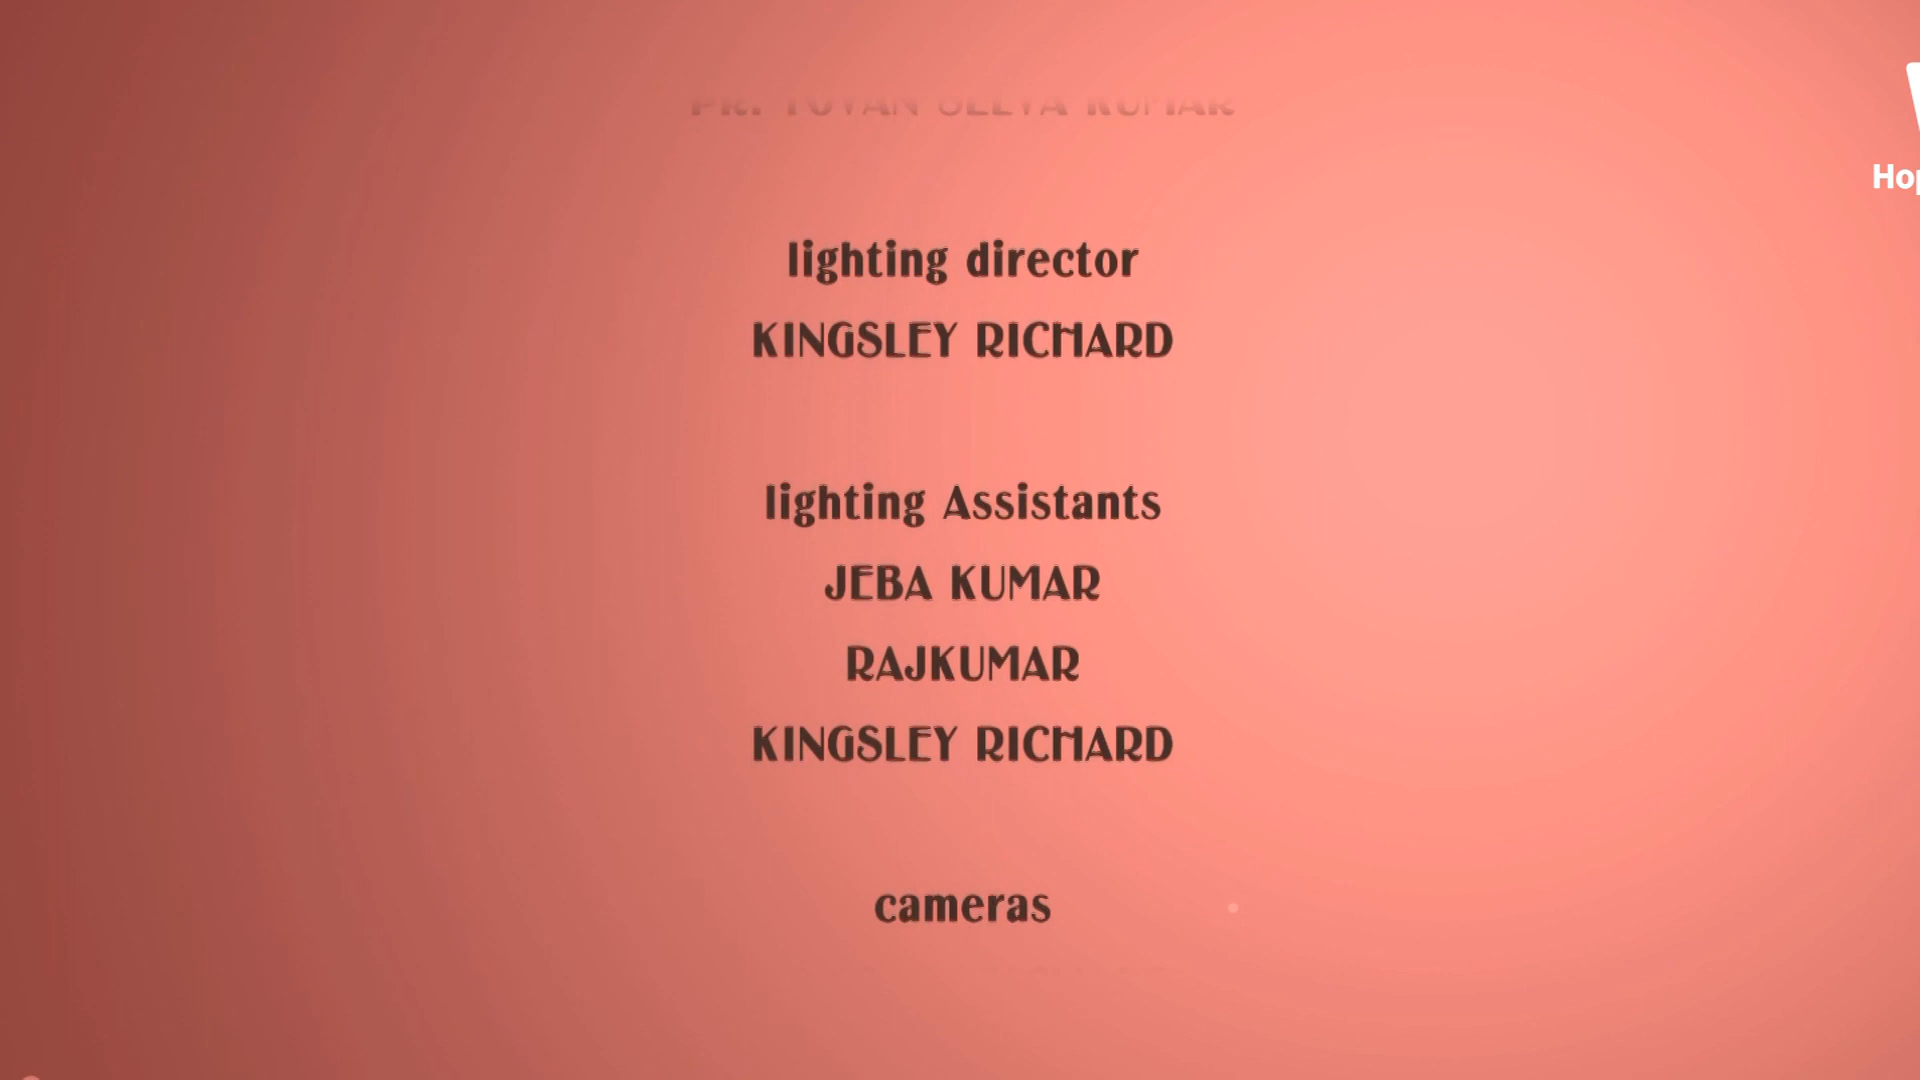 lighting director
KINGSLEY RICHARD
lighting Assistants
JEBA KUMAR
RAJKUMAR
KINGSLEY RICHARD
cameras